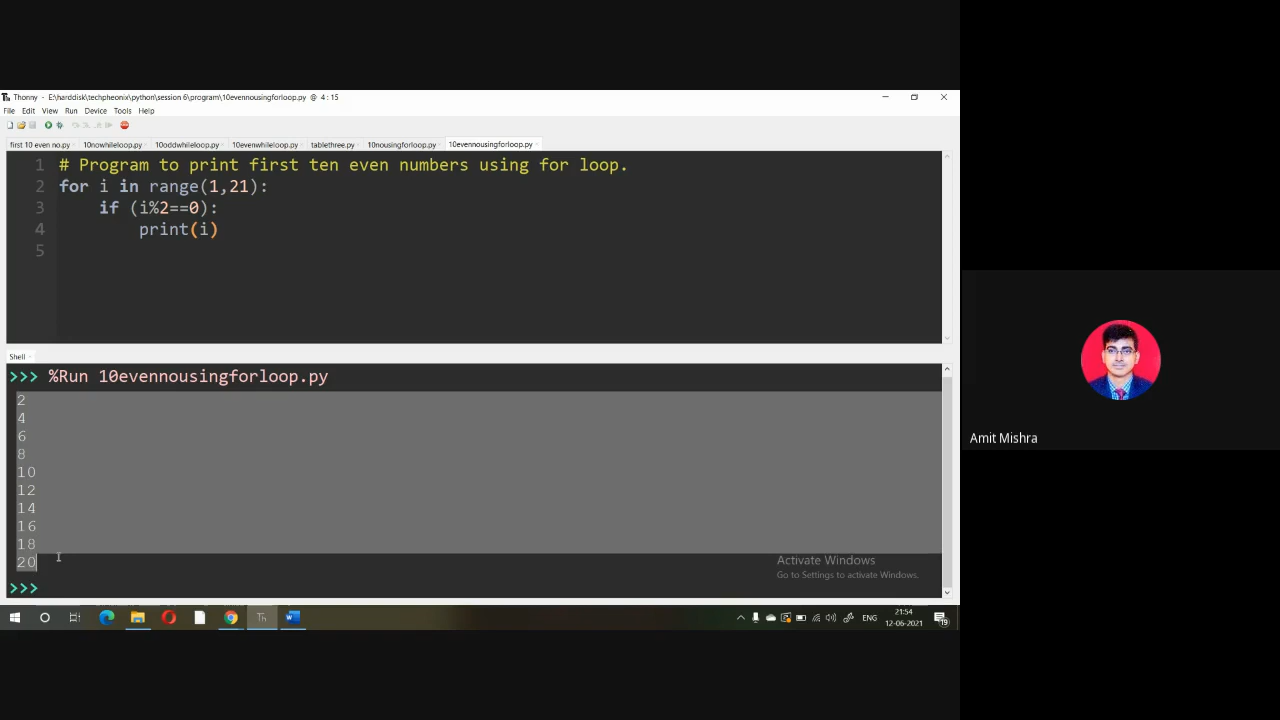 Th Thonny - E:\harddisk\techpheonix\python\session 6\program\10evennousingforloop.py @ 4 : 15
File Edit View Run Device Tools Help
first 10 even no.py 10nowhileloop.py 10oddwhileloop.py 10evenwhileloop.py tablethree.py 10nousingforloop.py 10evennousingforloop.py
1 # Program to print first ten even numbers using for loop.
2 for i in range(1,21):
3 if (i%2==0):
4 print(i)
5
Shell
>>> %Run 10evennousingforloop.py
2
4
6
8
10
12
14
16
18
20
>>>
Activate Windows
Go to Settings to activate Windows.
Amit Mishra
Th
ENG
21:54
12-06-2021
19